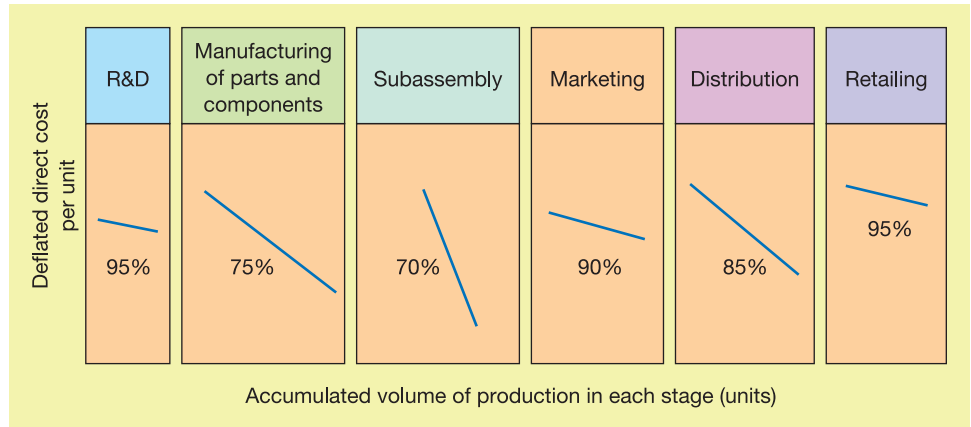 Deflated direct cost
per unit
R&D
Manufacturing
of parts and
components
Subassembly
Marketing
Distribution
Retailing
95%
75%
70%
90%
85%
95%
Accumulated volume of production in each stage (units)